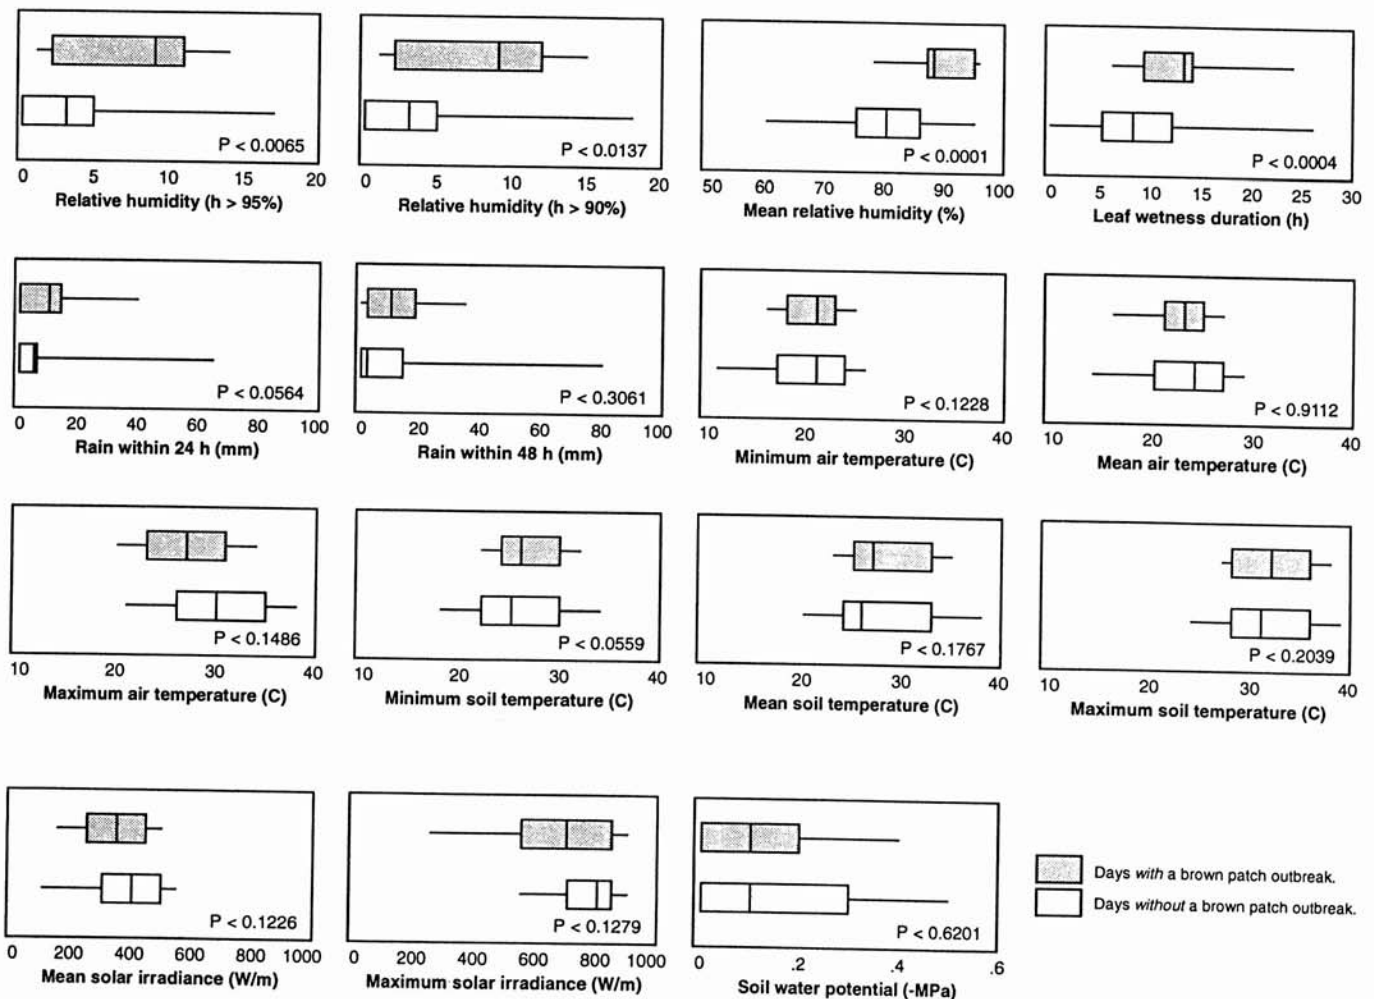 P < 0.0065
0 5 10 15 20
Relative humidity (h > 95%)
P < 0.0137
0 5 10 15 20
Relative humidity (h > 90%)
P < 0.0001
50 60 70 80 90 100
Mean relative humidity (%)
P < 0.0004
0 5 10 15 20 25 30
Leaf wetness duration (h)
P < 0.0564
0 20 40 60 80 100
Rain within 24 h (mm)
P < 0.3061
0 20 40 60 80 100
Rain within 48 h (mm)
P < 0.1228
10 20 30 40
Minimum air temperature (C)
P < 0.9112
10 20 30 40
Mean air temperature (C)
P < 0.1486
10 20 30 40
Maximum air temperature (C)
P < 0.0559
10 20 30 40
Minimum soil temperature (C)
P < 0.1767
10 20 30 40
Mean soil temperature (C)
P < 0.2039
10 20 30 40
Maximum soil temperature (C)
P < 0.1226
0 200 400 600 800 1000
Mean solar irradiance (W/m)
P < 0.1279
0 200 400 600 800 1000
Maximum solar irradiance (W/m)
P < 0.6201
0 .2 .4 .6
Soil water potential (-MPa)
Days with a brown patch outbreak.
Days without a brown patch outbreak.